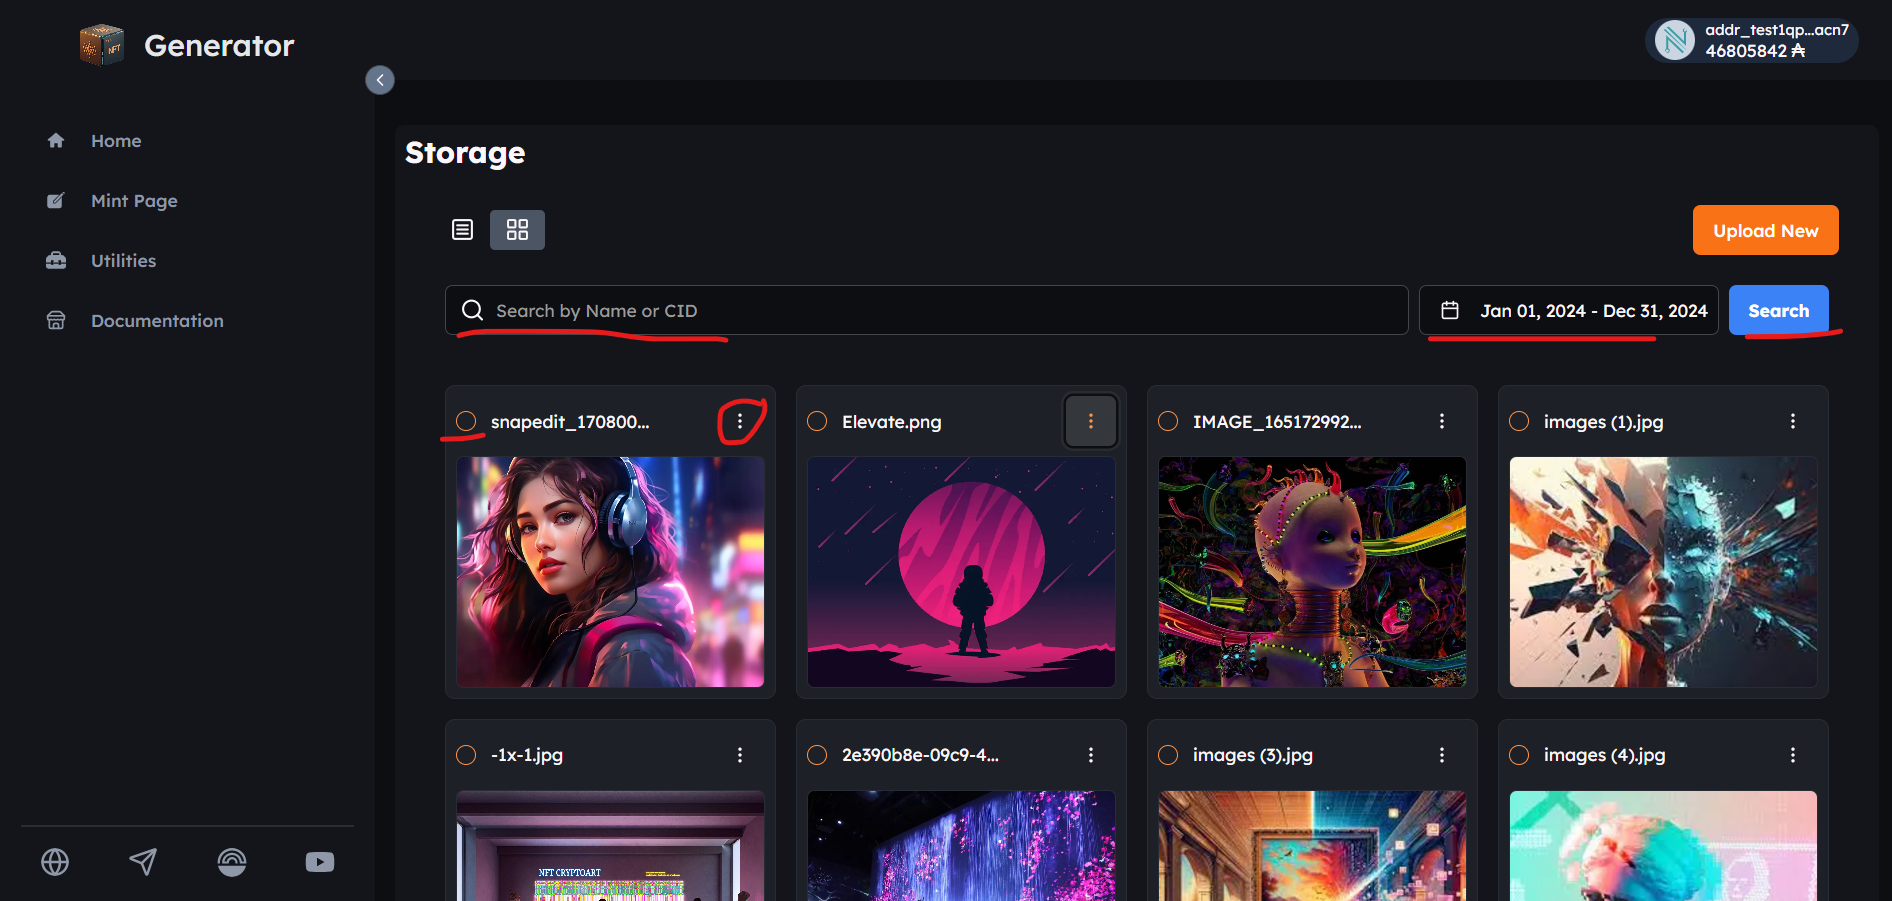 NFT
Generator
addr_test1qp...acn7
46805842 ₳
Home
Mint Page
Utilities
Documentation
Storage
Upload New
Search by Name or CID
Jan 01, 2024 - Dec 31, 2024
Search
snapedit_170800...
Elevate.png
IMAGE_165172992...
images (1).jpg
-1x-1.jpg
2e390b8e-09c9-4...
images (3).jpg
images (4).jpg
NFT CRYPTOART